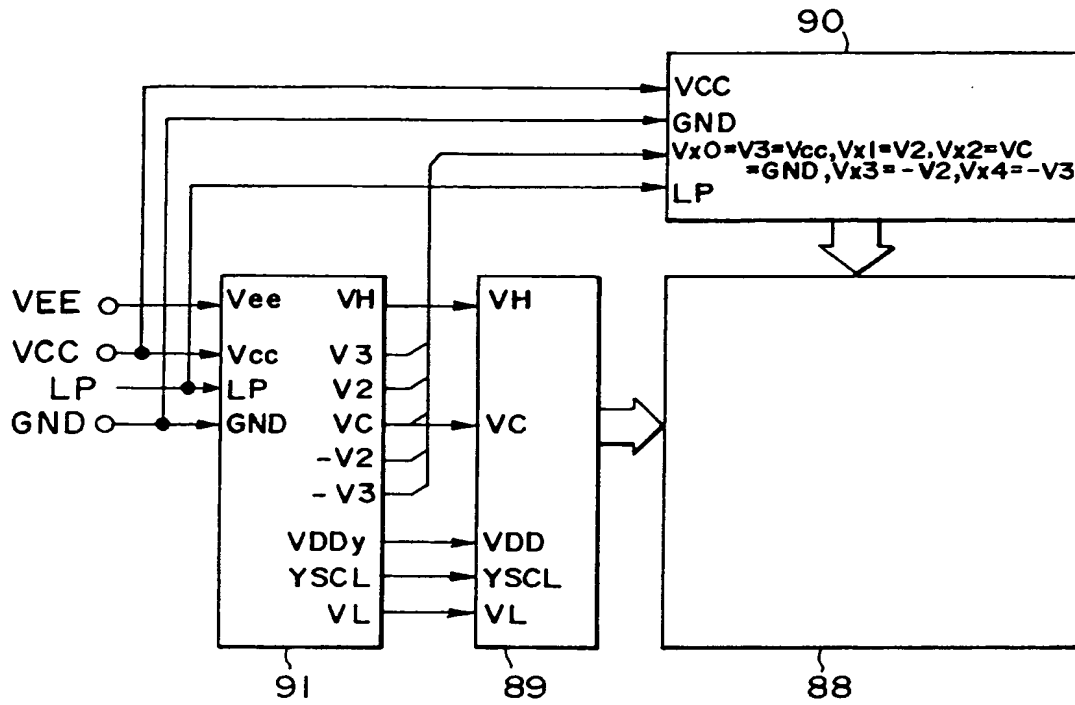 90
VCC
GND
Vx0=V3=Vcc,Vx1=V2,Vx2=VC
=GND,Vx3=-V2,Vx4=-V3
LP
VEE
VCC
LP
GND
Vee
Vcc
LP
GND
VH
V3
V2
VC
-V2
-V3
VDDy
YSCL
VL
VH
VC
VDD
YSCL
VL
91
89
88